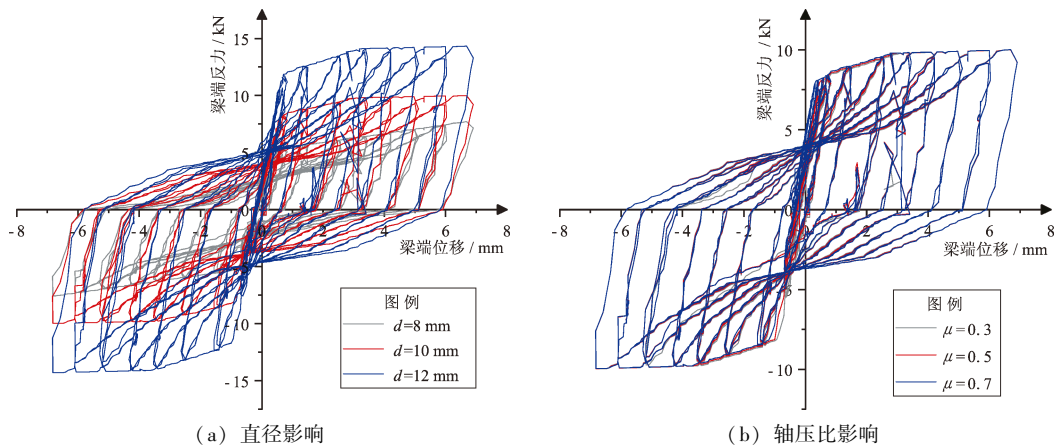 梁端反力 / kN
15
10
5
0
-5
-10
-15
-8 -6 -4 -2 2 4 6 8
梁端位移 / mm
图 例
d=8 mm
d=10 mm
d=12 mm
(a) 直径影响
梁端反力 / kN
10
5
0
-5
-10
-8 -6 -4 -2 2 4 6 8
梁端位移 / mm
图 例
μ=0.3
μ=0.5
μ=0.7
(b) 轴压比影响